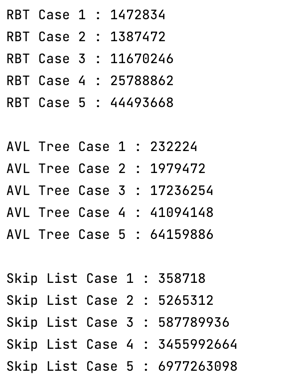 RBT Case 1 : 1472834
RBT Case 2 : 1387472
RBT Case 3 : 11670246
RBT Case 4 : 25788862
RBT Case 5 : 44493668
AVL Tree Case 1 : 232224
AVL Tree Case 2 : 1979472
AVL Tree Case 3 : 17236254
AVL Tree Case 4 : 41094148
AVL Tree Case 5 : 64159886
Skip List Case 1 : 358718
Skip List Case 2 : 5265312
Skip List Case 3 : 587789936
Skip List Case 4 : 3455992664
Skip List Case 5 : 6977263098